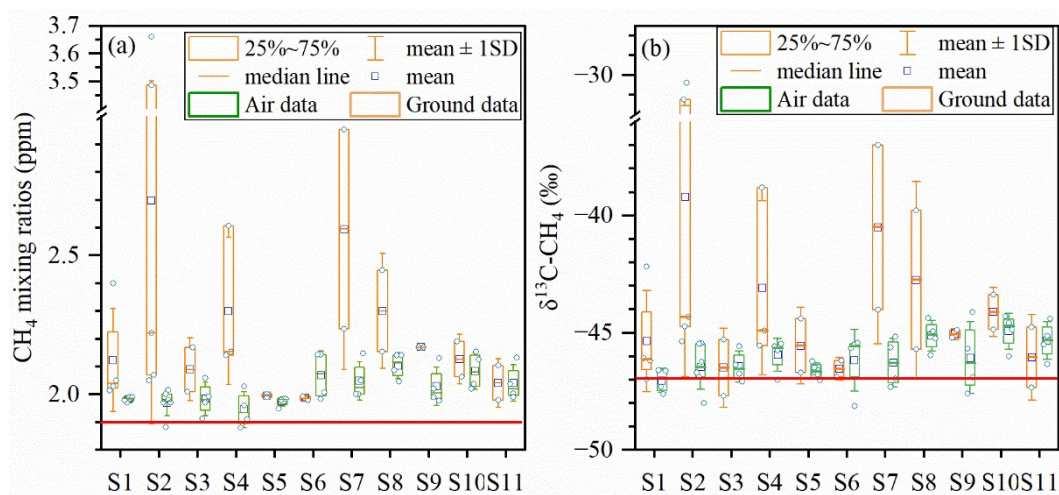 (a)
25%~75%
mean ± 1SD
median line
mean
Air data
Ground data
CH₄ mixing ratios (ppm)
3.7
3.6
3.5
2.5
2.0
S1 S2 S3 S4 S5 S6 S7 S8 S9 S10 S11
(b)
25%~75%
mean ± 1SD
median line
mean
Air data
Ground data
δ¹³C-CH₄ (‰)
−30
−40
−45
−50
S1 S2 S3 S4 S5 S6 S7 S8 S9 S10 S11